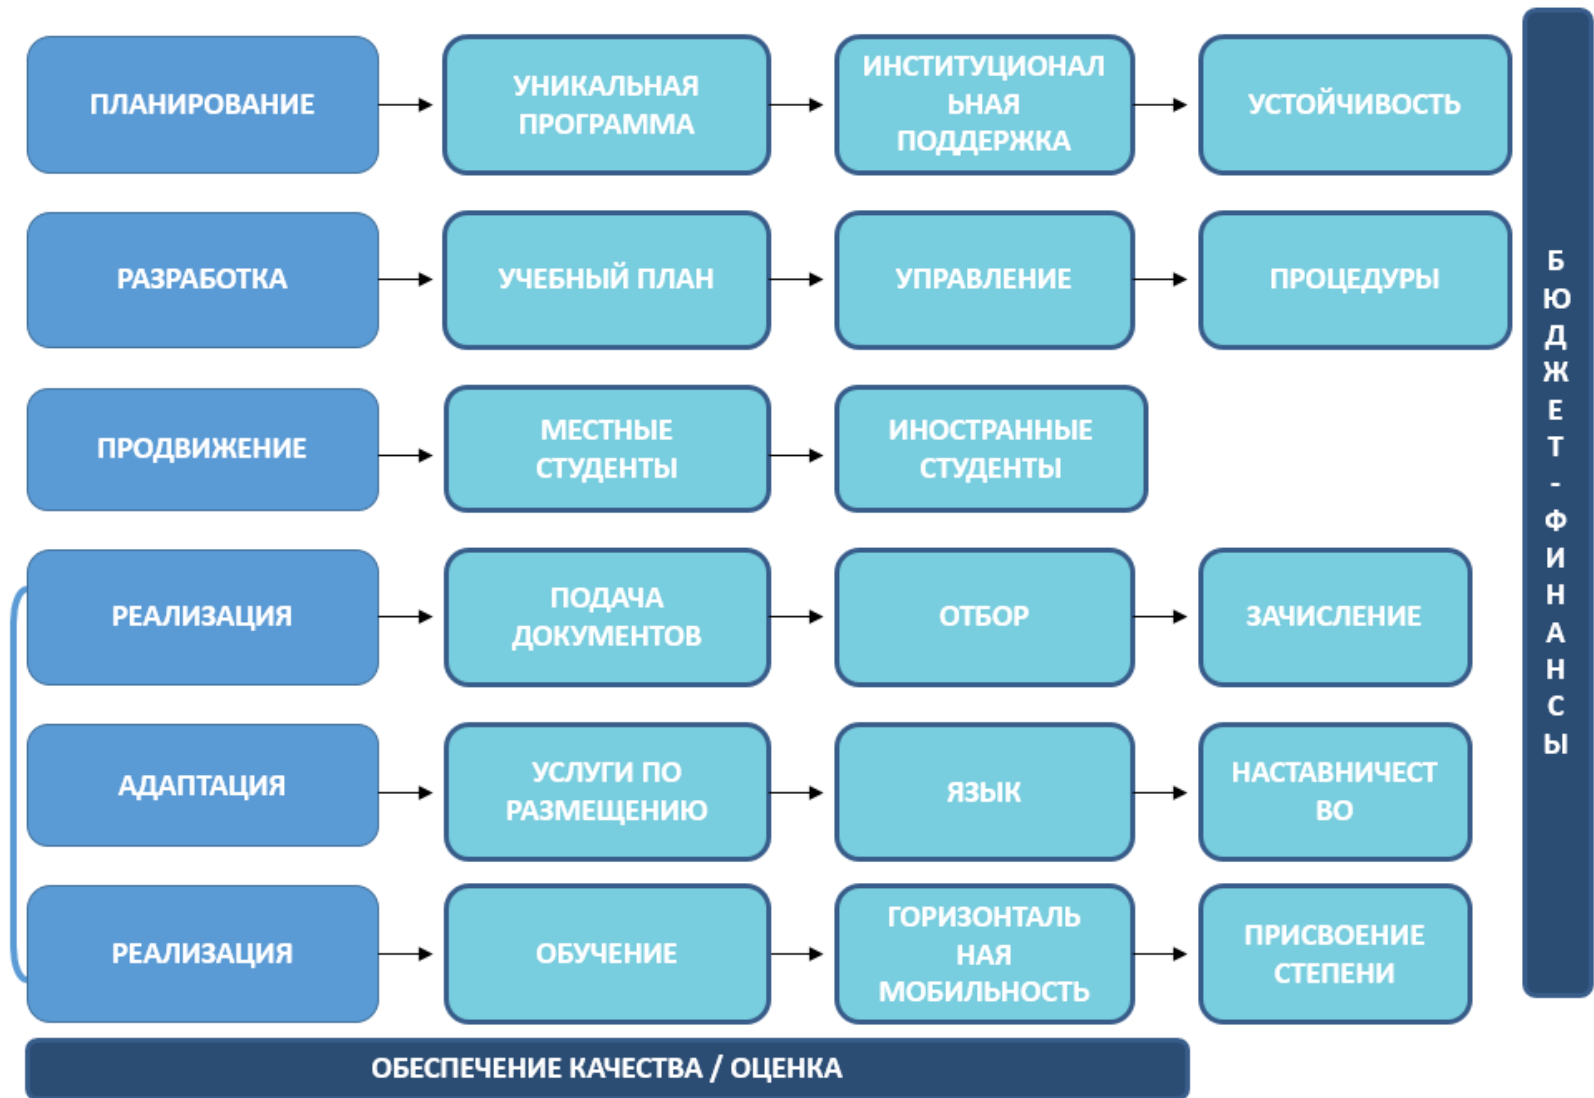 ПЛАНИРОВАНИЕ
УНИКАЛЬНАЯ
ПРОГРАММА
ИНСТИТУЦИОНАЛ
ЬНАЯ
ПОДДЕРЖКА
УСТОЙЧИВОСТЬ
РАЗРАБОТКА
УЧЕБНЫЙ ПЛАН
УПРАВЛЕНИЕ
ПРОЦЕДУРЫ
ПРОДВИЖЕНИЕ
МЕСТНЫЕ
СТУДЕНТЫ
ИНОСТРАННЫЕ
СТУДЕНТЫ
РЕАЛИЗАЦИЯ
ПОДАЧА
ДОКУМЕНТОВ
ОТБОР
ЗАЧИСЛЕНИЕ
АДАПТАЦИЯ
УСЛУГИ ПО
РАЗМЕЩЕНИЮ
ЯЗЫК
НАСТАВНИЧЕСТ
ВО
РЕАЛИЗАЦИЯ
ОБУЧЕНИЕ
ГОРИЗОНТАЛЬ
НАЯ
МОБИЛЬНОСТЬ
ПРИСВОЕНИЕ
СТЕПЕНИ
БЮДЖЕТ-ФИНАНСЫ
ОБЕСПЕЧЕНИЕ КАЧЕСТВА / ОЦЕНКА